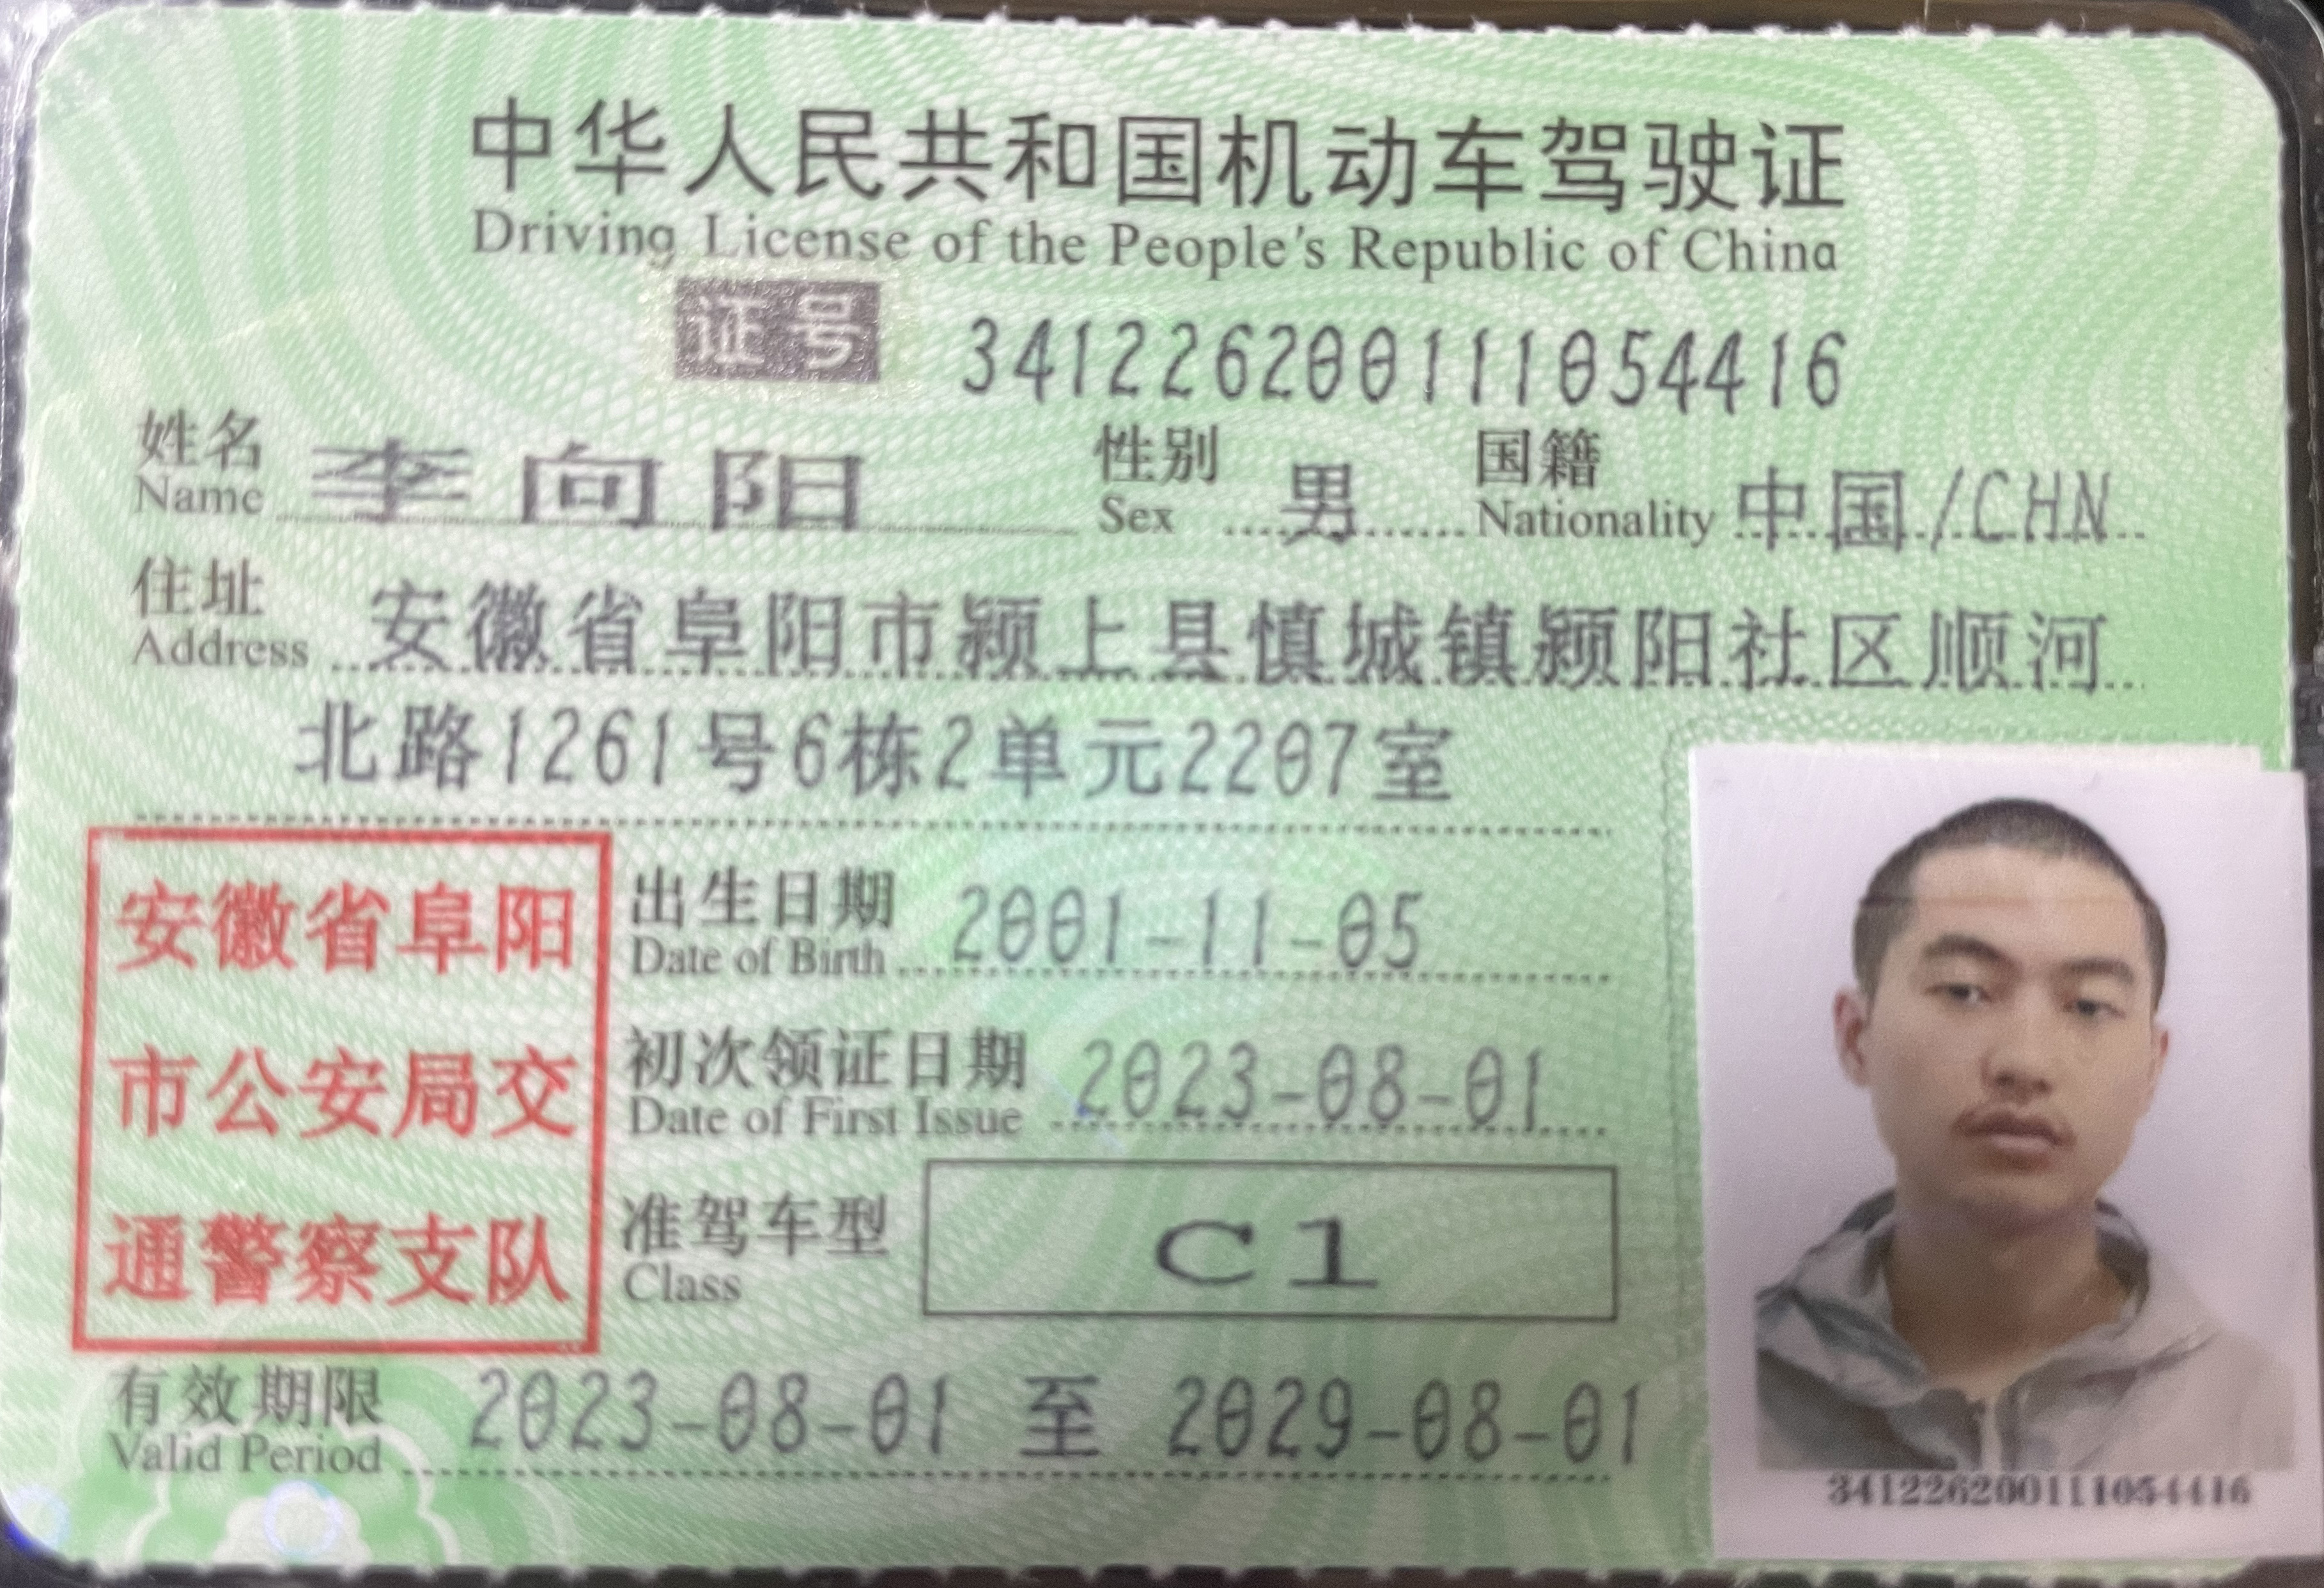 中华人民共和国机动车驾驶证
Driving License of the People's Republic of China
证号 341226200111054416
姓名 李向阳 性别 男 国籍 中国/CHN
Name Sex Nationality
住址 安徽省阜阳市颍上县慎城镇颍阳社区顺河
Address
北路1261号6栋2单元2207室
安徽省阜阳
市公安局交
通警察支队
出生日期 2001-11-05
Date of Birth
初次领证日期 2023-08-01
Date of First Issue
准驾车型 C1
Class
有效期限 2023-08-01 至 2029-08-01
Valid Period
341226200111054416